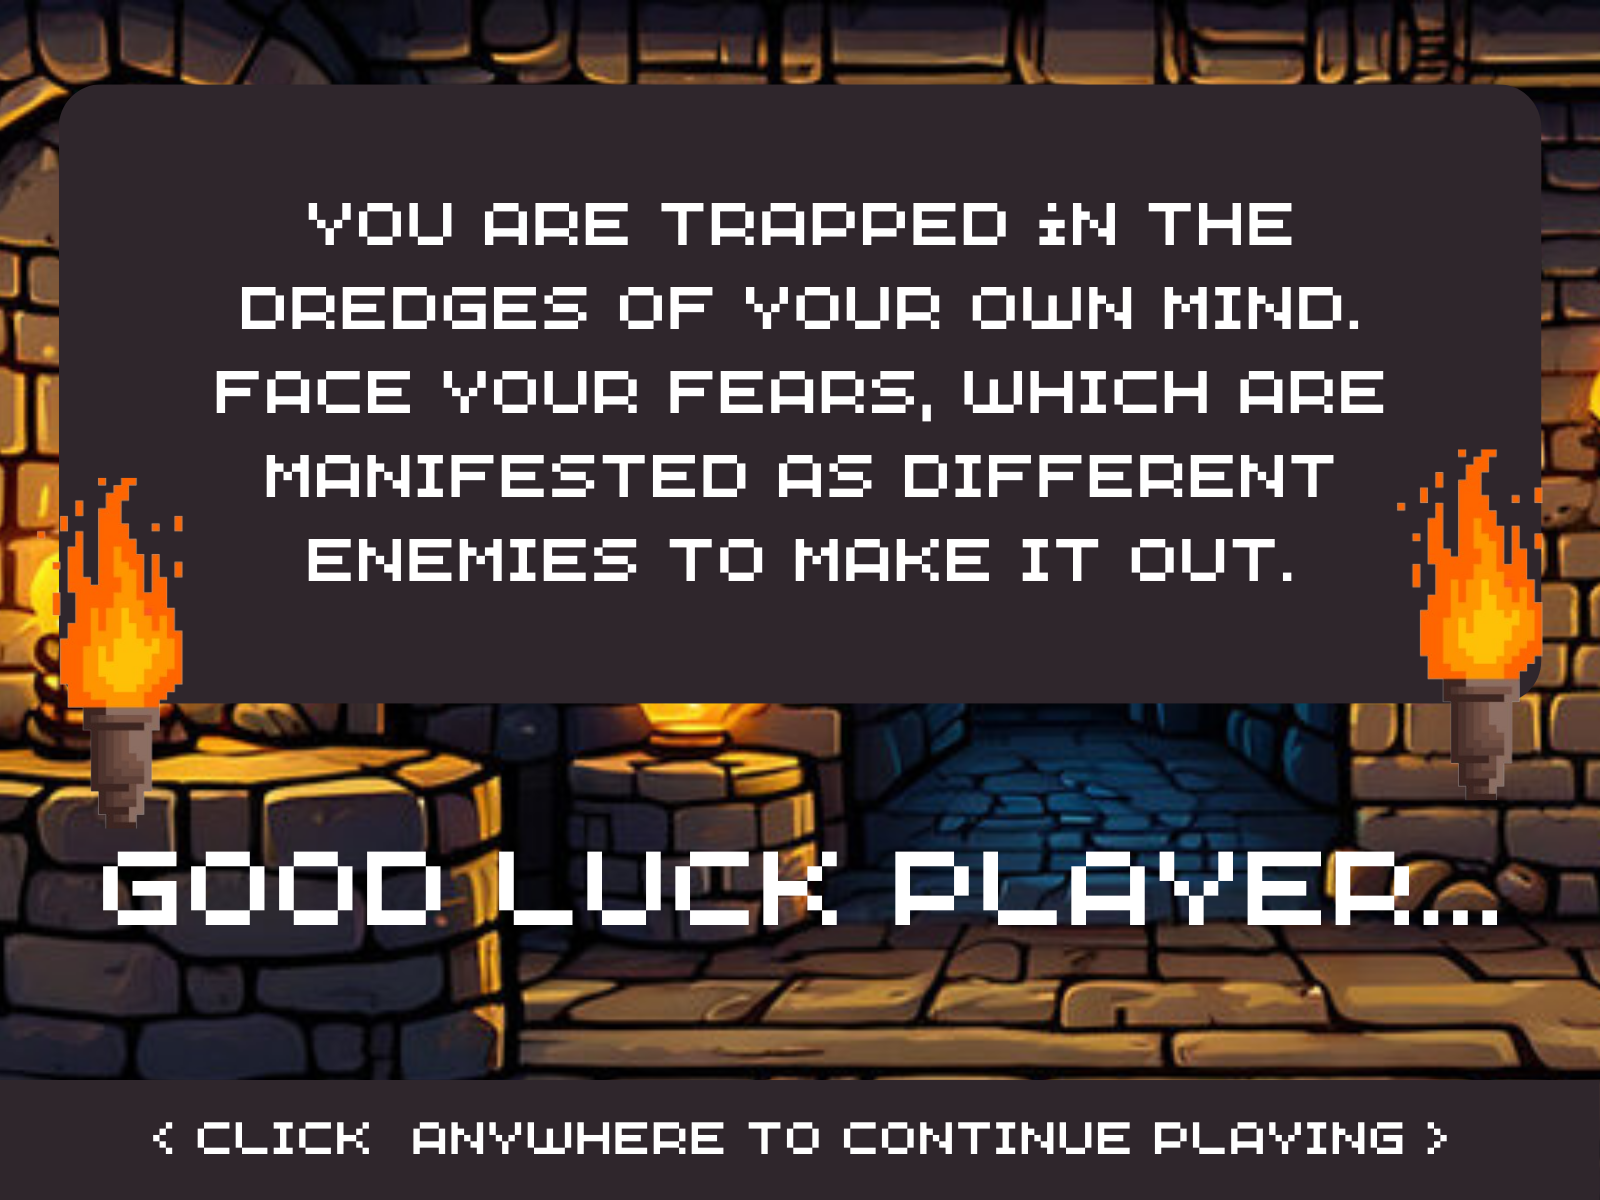 YOU ARE TRAPPED iN THE
DREDGES OF YOUR OWN MIND.
FACE YOUR FEARS, WHICH ARE
MANIFESTED AS DIFFERENT
ENEMIES TO MAKE IT OUT.
GOOD LUCK PLAYER...
< CLICK  ANYWHERE TO CONTINUE PLAYING >